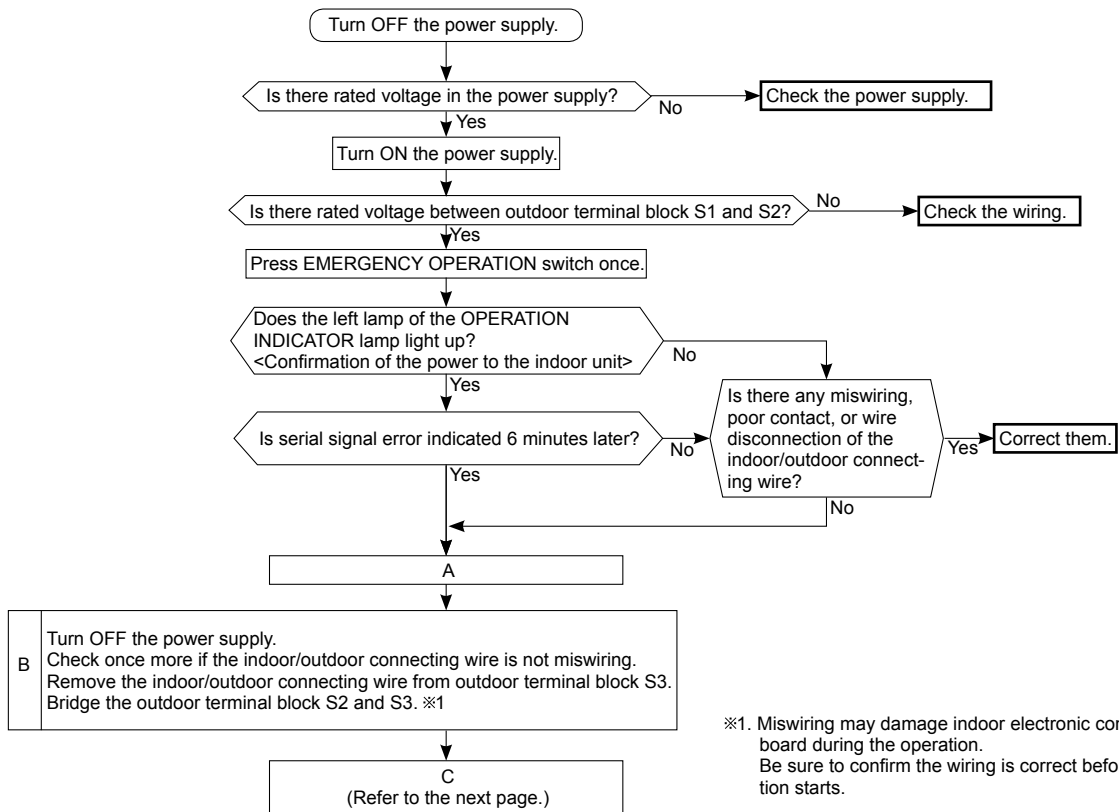 Turn OFF the power supply.
Is there rated voltage in the power supply?
No
Check the power supply.
Yes
Turn ON the power supply.
Is there rated voltage between outdoor terminal block S1 and S2?
No
Check the wiring.
Yes
Press EMERGENCY OPERATION switch once.
Does the left lamp of the OPERATION
INDICATOR lamp light up?
<Confirmation of the power to the indoor unit>
No
Yes
Is serial signal error indicated 6 minutes later?
No
Yes
Is there any miswiring,
poor contact, or wire
disconnection of the
indoor/outdoor connect-
ing wire?
Yes
Correct them.
No
A
B
Turn OFF the power supply.
Check once more if the indoor/outdoor connecting wire is not miswiring.
Remove the indoor/outdoor connecting wire from outdoor terminal block S3.
Bridge the outdoor terminal block S2 and S3. ※1
C
(Refer to the next page.)
※1. Miswiring may damage indoor electronic
board during the operation.
Be sure to confirm the wiring is correct
tion starts.